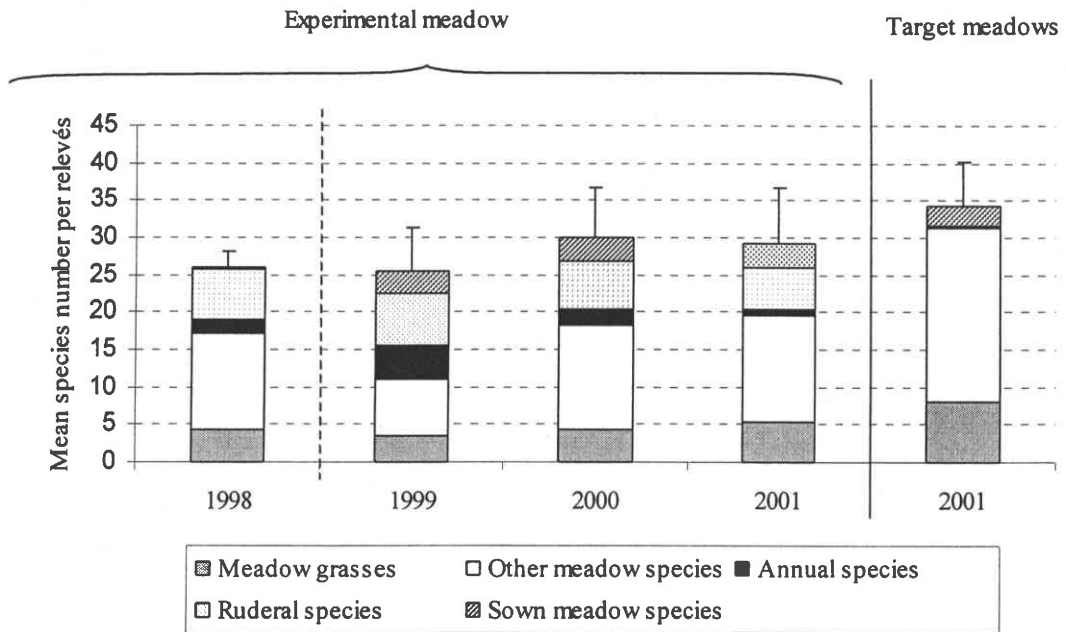 Experimental meadow
Target meadows
Mean species number per relevés
45
40
35
30
25
20
15
10
5
0
1998 1999 2000 2001 2001
Meadow grasses Other meadow species Annual species
Ruderal species Sown meadow species